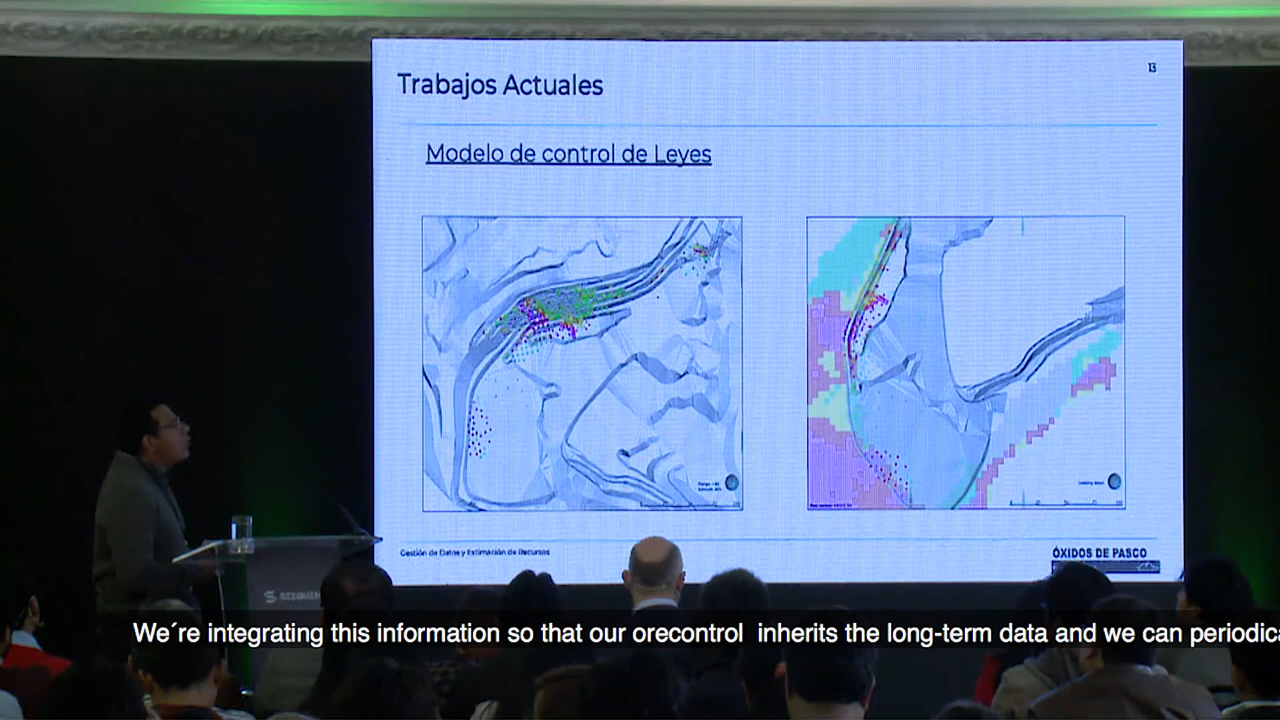 13
Trabajos Actuales
Modelo de control de Leyes
Gestión de Datos y Estimación de Recursos
ÓXIDOS DE PASCO
We´re integrating this information so that our orecontrol inherits the long-term data and we can periodica